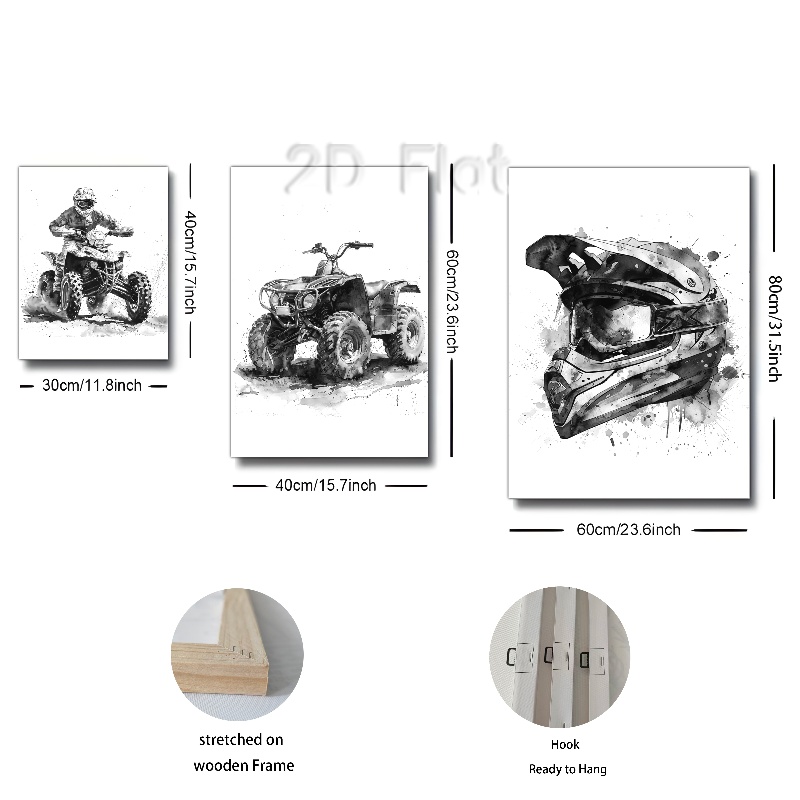 2D Flat
40cm/15.7inch
30cm/11.8inch
60cm/23.6inch
40cm/15.7inch
80cm/31.5inch
60cm/23.6inch
stretched on
wooden Frame
Hook
Ready to Hang